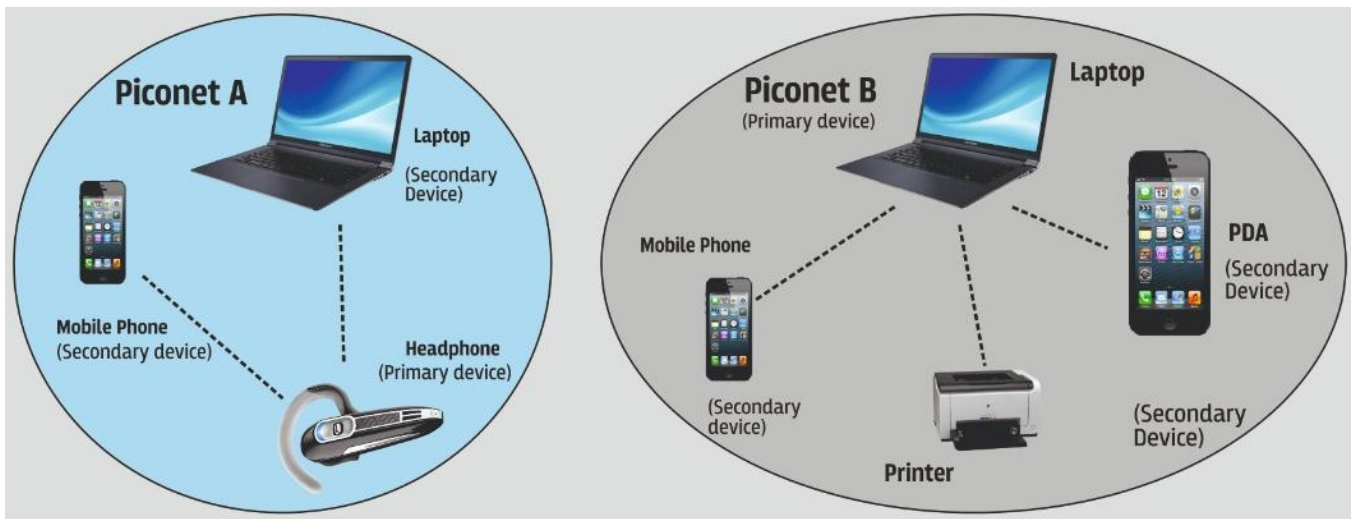 Piconet A
Laptop
(Secondary
Device)
Mobile Phone
(Secondary device)
Headphone
(Primary device)
Piconet B
(Primary device)
Laptop
Mobile Phone
(Secondary
device)
PDA
(Secondary
Device)
Printer
(Secondary
Device)